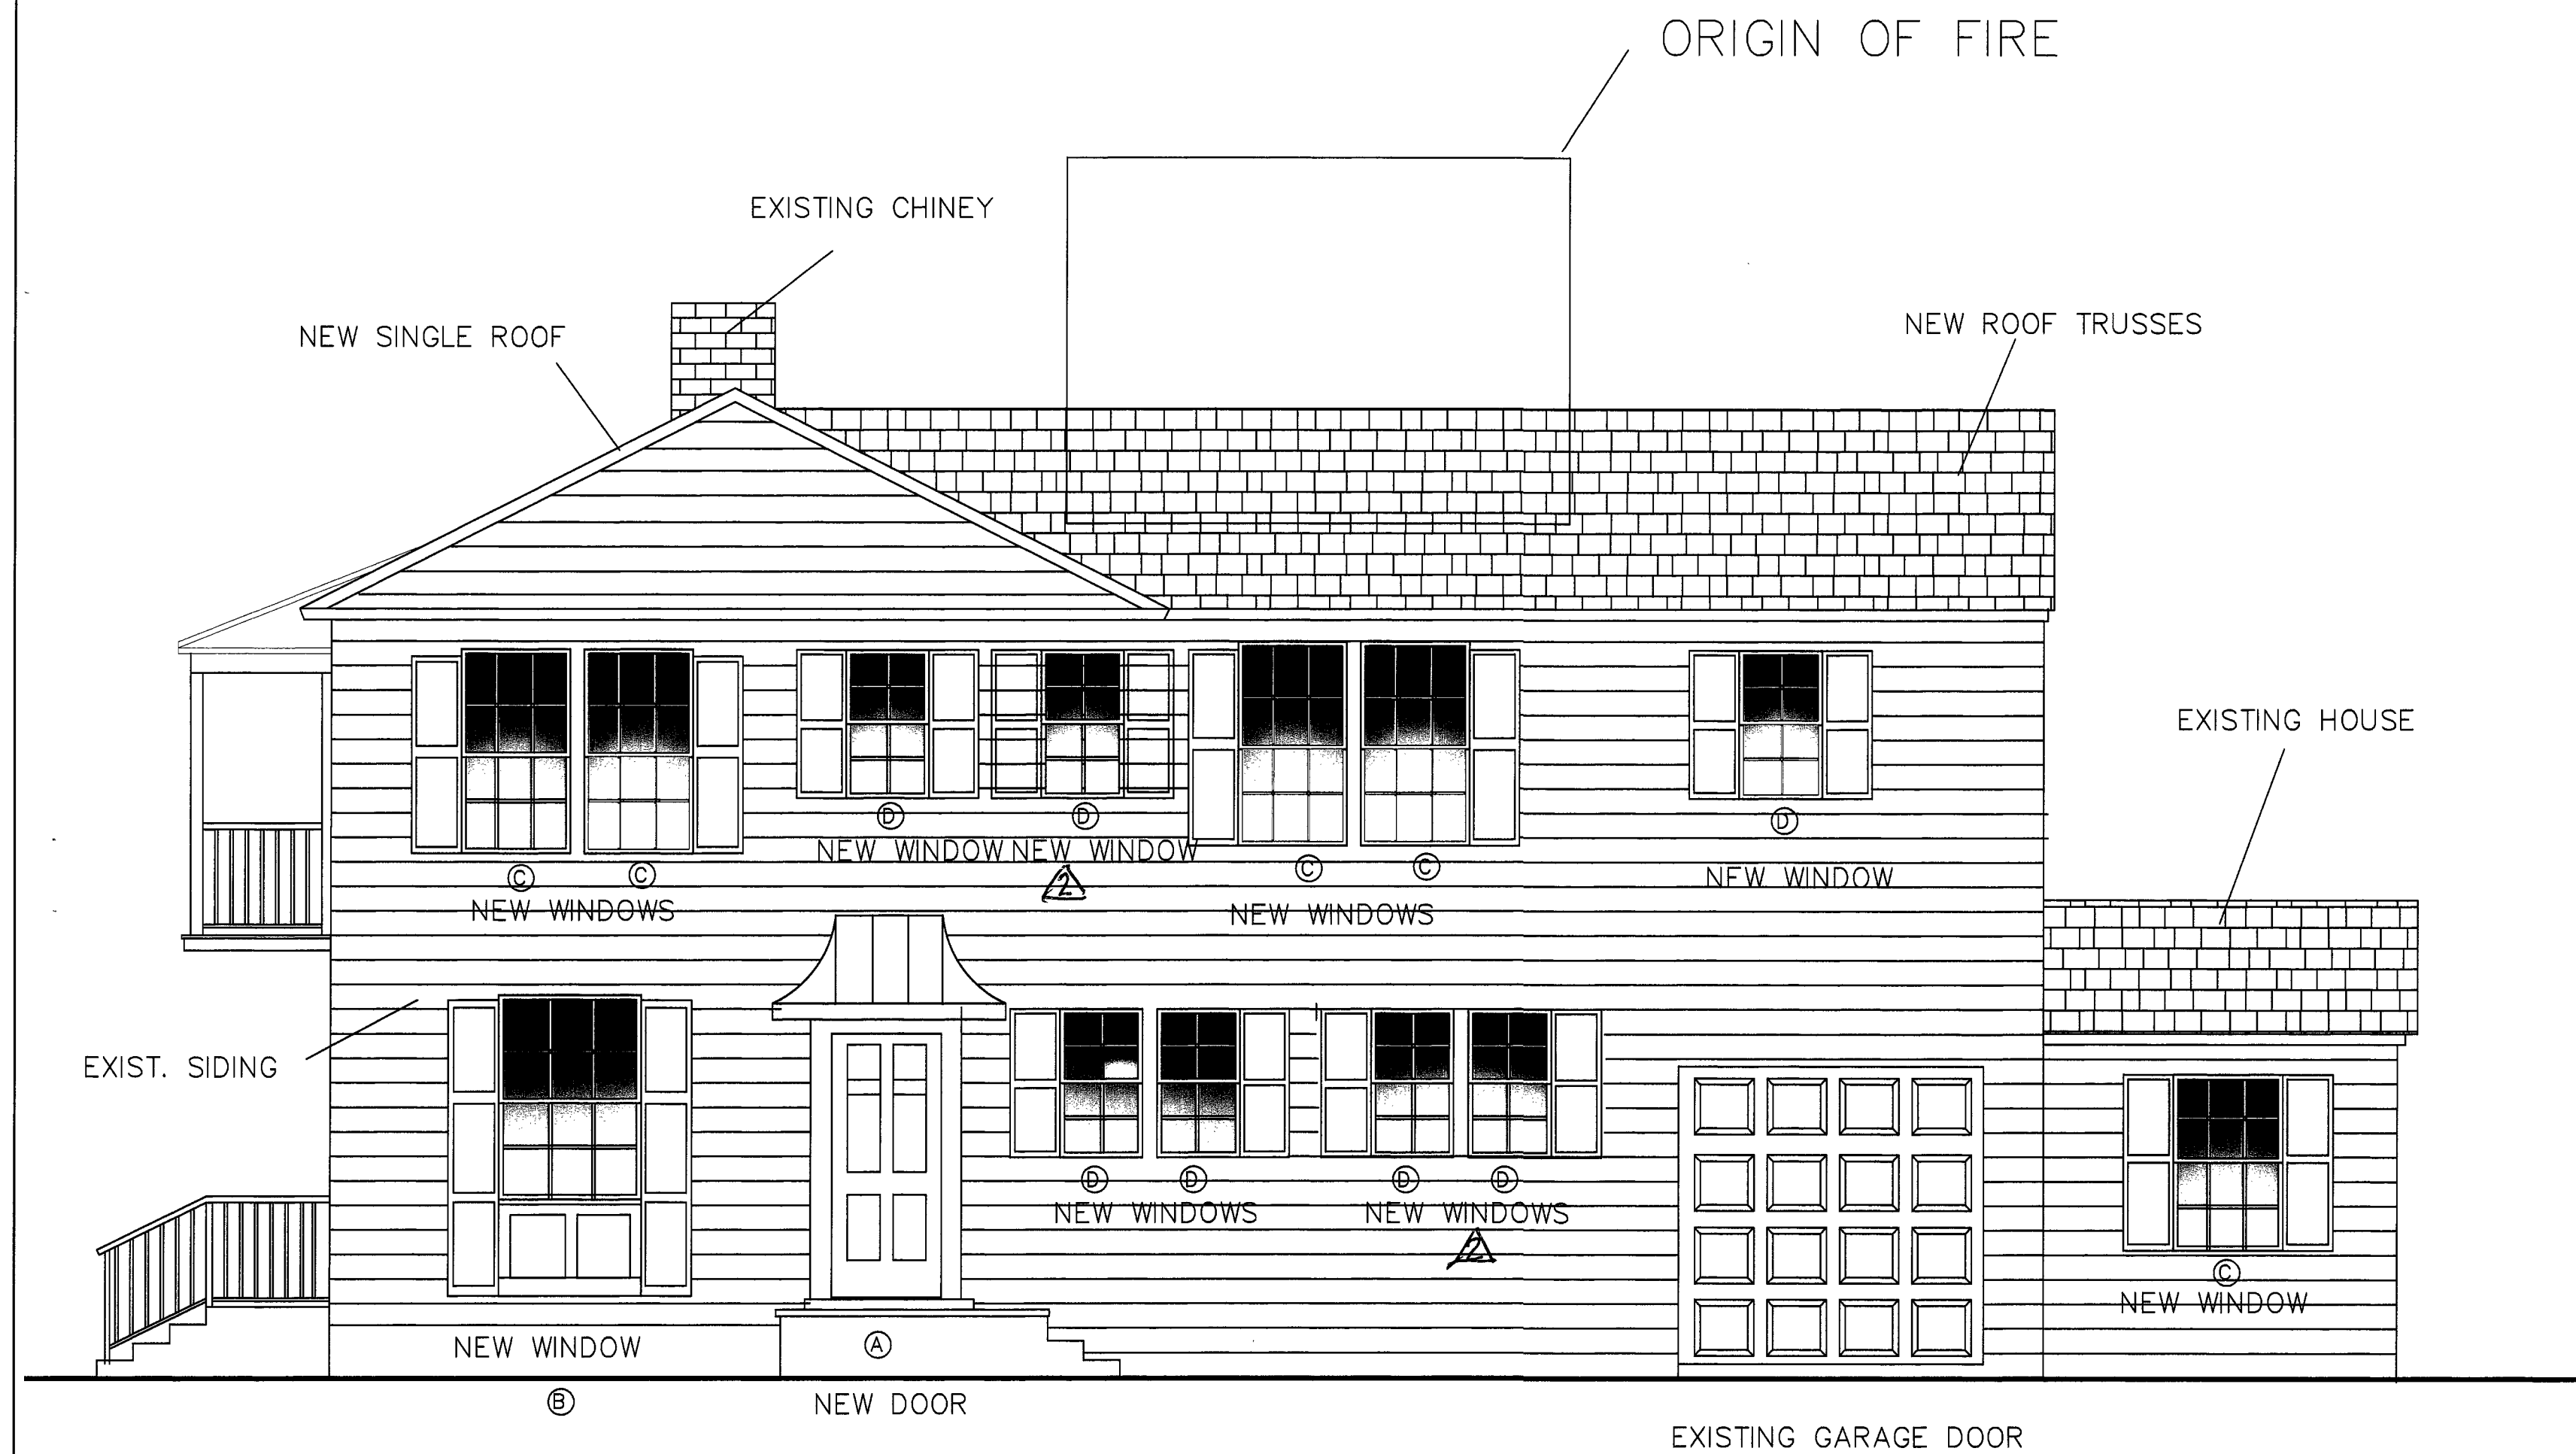 ORIGIN OF FIRE
EXISTING CHINEY
NEW SINGLE ROOF
NEW ROOF TRUSSES
EXISTING HOUSE
D
D
D
NEW WINDOW
NEW WINDOW
C
C
2
C
C
NEW WINDOW
NEW WINDOWS
NEW WINDOWS
EXIST. SIDING
D
D
D
D
NEW WINDOWS
NEW WINDOWS
2
C
NEW WINDOW
NEW WINDOW
A
B
NEW DOOR
EXISTING GARAGE DOOR